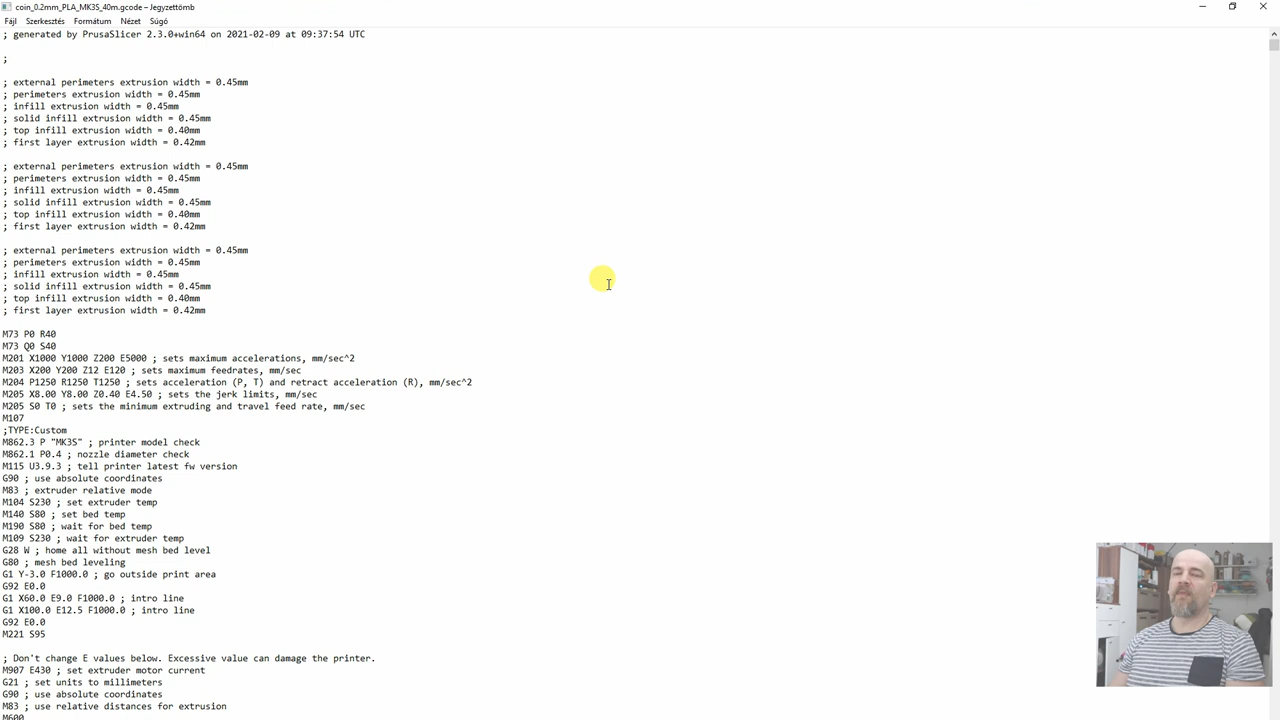 coin_0.2mm_PLA_MK3S_40m.gcode - Jegyzettömb
Fájl Szerkesztés Formátum Nézet Súgó
; generated by PrusaSlicer 2.3.0+win64 on 2021-02-09 at 09:37:54 UTC
;
; external perimeters extrusion width = 0.45mm
; perimeters extrusion width = 0.45mm
; infill extrusion width = 0.45mm
; solid infill extrusion width = 0.45mm
; top infill extrusion width = 0.40mm
; first layer extrusion width = 0.42mm
; external perimeters extrusion width = 0.45mm
; perimeters extrusion width = 0.45mm
; infill extrusion width = 0.45mm
; solid infill extrusion width = 0.45mm
; top infill extrusion width = 0.40mm
; first layer extrusion width = 0.42mm
; external perimeters extrusion width = 0.45mm
; perimeters extrusion width = 0.45mm
; infill extrusion width = 0.45mm
; solid infill extrusion width = 0.45mm
; top infill extrusion width = 0.40mm
; first layer extrusion width = 0.42mm
M73 P0 R40
M73 Q0 S40
M201 X1000 Y1000 Z200 E5000 ; sets maximum accelerations, mm/sec^2
M203 X200 Y200 Z12 E120 ; sets maximum feedrates, mm/sec
M204 P1250 R1250 T1250 ; sets acceleration (P, T) and retract acceleration (R), mm/sec^2
M205 X8.00 Y8.00 Z0.40 E4.50 ; sets the jerk limits, mm/sec
M205 S0 T0 ; sets the minimum extruding and travel feed rate, mm/sec
M107
;TYPE:Custom
M862.3 P "MK3S" ; printer model check
M862.1 P0.4 ; nozzle diameter check
M115 U3.9.3 ; tell printer latest fw version
G90 ; use absolute coordinates
M83 ; extruder relative mode
M104 S230 ; set extruder temp
M140 S80 ; set bed temp
M190 S80 ; wait for bed temp
M109 S230 ; wait for extruder temp
G28 W ; home all without mesh bed level
G80 ; mesh bed leveling
G1 Y-3.0 F1000.0 ; go outside print area
G92 E0.0
G1 X60.0 E9.0 F1000.0 ; intro line
G1 X100.0 E12.5 F1000.0 ; intro line
G92 E0.0
M221 S95
; Don't change E values below. Excessive value can damage the printer.
M907 E430 ; set extruder motor current
G21 ; set units to millimeters
G90 ; use absolute coordinates
M83 ; use relative distances for extrusion
M600